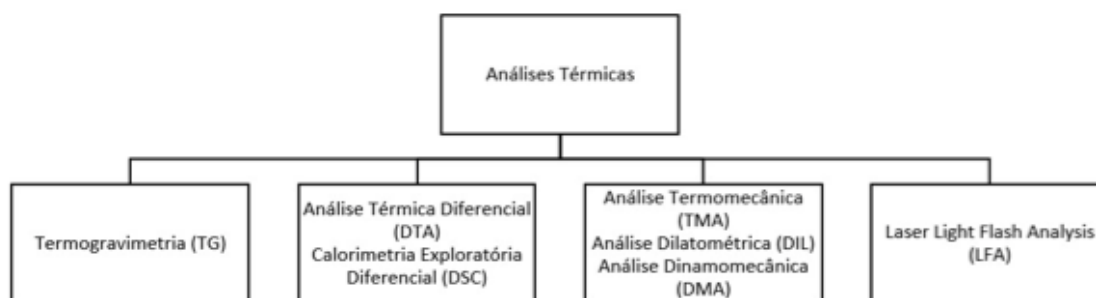 Análises Térmicas
Termogravimetria (TG)
Análise Térmica Diferencial
(DTA)
Calorimetria Exploratória
Diferencial (DSC)
Análise Termomecânica
(TMA)
Análise Dilatométrica (DIL)
Análise Dinamomecânica
(DMA)
Laser Light Flash Analysis
(LFA)